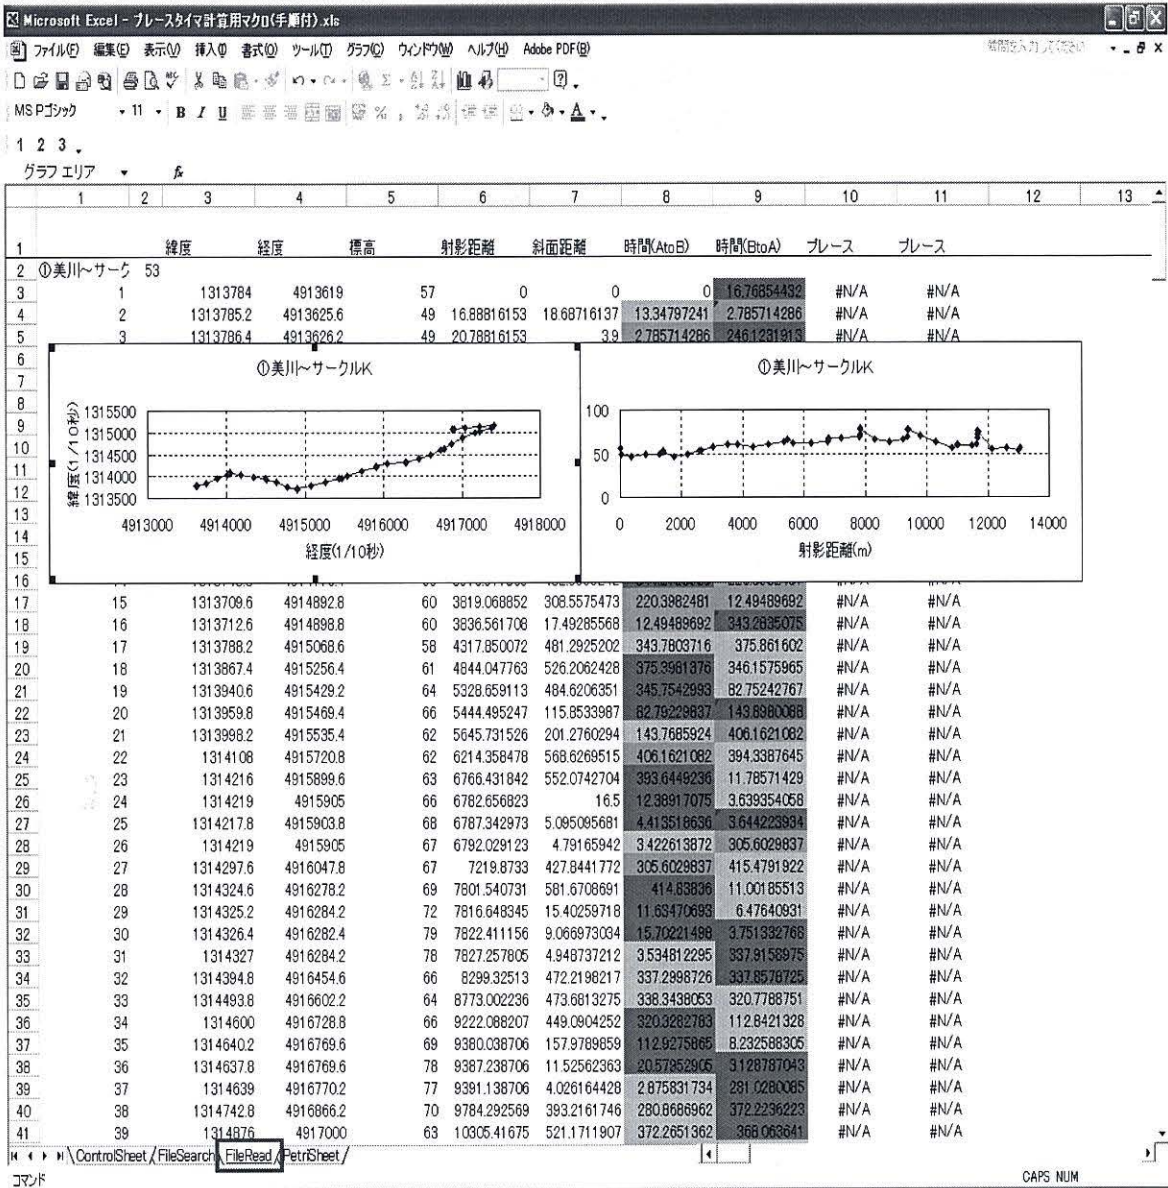 Microsoft Excel - プレースタイマ計算用マクロ(手順付).xls
ファイル(F) 編集(E) 表示(V) 挿入(I) 書式(O) ツール(T) グラフ(C) ウィンドウ(W) ヘルプ(H) Adobe PDF(B)
MS Pゴシック 11 B I U
1 2 3
グラフ エリア fx
1 2 3 4 5 6 7 8 9 10 11 12 13
1 緯度 経度 標高 射影距離 斜面距離 時間(AtoB) 時間(BtoA) プレース プレース
2 ①美川~サーク 53
3 1 1313784 4913619 57 0 0 0 16.76854432 #N/A #N/A
4 2 1313785.2 4913625.6 49 16.88816153 18.68716137 13.34797241 2.785714286 #N/A #N/A
5 3 1313786.4 4913626.2 49 20.78816153 3.9 2.785714286 246.1231913 #N/A #N/A
6
7
8
9
10
11
12
13
14
15
16
①美川~サークルK
緯度(1/10秒)
1315500
1315000
1314500
1314000
1313500
4913000 4914000 4915000 4916000 4917000 4918000
経度(1/10秒)
①美川~サークルK
100
50
0
0 2000 4000 6000 8000 10000 12000 14000
射影距離(m)
17 15 1313709.6 4914892.8 60 3819.068852 308.5575473 220.3982481 12.49489692 #N/A #N/A
18 16 1313712.6 4914898.8 60 3836.561708 17.49285568 12.49489692 343.2835075 #N/A #N/A
19 17 1313788.2 4915068.6 58 4317.850072 481.2925202 343.7803716 375.861602 #N/A #N/A
20 18 1313867.4 4915256.4 61 4844.047763 526.2062428 375.3981876 346.1575965 #N/A #N/A
21 19 1313940.6 4915429.2 64 5328.659113 484.6206351 345.7542993 82.75242767 #N/A #N/A
22 20 1313959.8 4915469.4 66 5444.495247 115.8533987 82.79229837 143.8980088 #N/A #N/A
23 21 1313998.2 4915535.4 62 5645.731526 201.2760294 143.7685924 406.1621082 #N/A #N/A
24 22 1314108 4915720.8 62 6214.358478 568.6269515 406.1621082 394.3387645 #N/A #N/A
25 23 1314216 4915899.6 63 6766.431842 552.0742704 393.6449236 11.78571429 #N/A #N/A
26 24 1314219 4915905 66 6782.656823 16.5 12.38917075 3.639354058 #N/A #N/A
27 25 1314217.8 4915903.8 68 6787.342973 5.095095681 4.413518636 3.644223934 #N/A #N/A
28 26 1314219 4915905 67 6792.029123 4.79165942 3.422613872 305.6029837 #N/A #N/A
29 27 1314297.6 4916047.8 67 7219.8733 427.8441772 305.6029837 415.4791922 #N/A #N/A
30 28 1314324.6 4916278.2 69 7801.540731 581.6708691 414.83836 11.00185513 #N/A #N/A
31 29 1314325.2 4916284.2 72 7816.648345 15.40259718 11.63470693 6.47640931 #N/A #N/A
32 30 1314326.4 4916282.4 79 7822.411156 9.066973034 15.70221498 3.751332768 #N/A #N/A
33 31 1314327 4916284.2 78 7827.257805 4.948737212 3.534812295 337.9158975 #N/A #N/A
34 32 1314394.8 4916454.6 66 8299.32513 472.2198217 337.2998726 337.8578725 #N/A #N/A
35 33 1314493.8 4916602.2 64 8773.002236 473.6813275 338.3438053 320.7788751 #N/A #N/A
36 34 1314600 4916728.8 66 9222.088207 449.0904252 320.3282783 112.8421328 #N/A #N/A
37 35 1314640.2 4916769.6 69 9380.038706 157.9789859 112.9275865 8.232588305 #N/A #N/A
38 36 1314637.8 4916769.6 78 9387.238706 11.52562363 20.57952905 3.128787043 #N/A #N/A
39 37 1314639 4916770.2 77 9391.138706 4.026164428 2.875831734 281.0280085 #N/A #N/A
40 38 1314742.8 4916866.2 70 9784.292569 393.2161746 280.8686962 372.2236223 #N/A #N/A
41 39 1314876 4917000 63 10305.41675 521.1711907 372.2651362 368.063641 #N/A #N/A
ControlSheet FileSearch FileRead PetriSheet
コマンド CAPS NUM